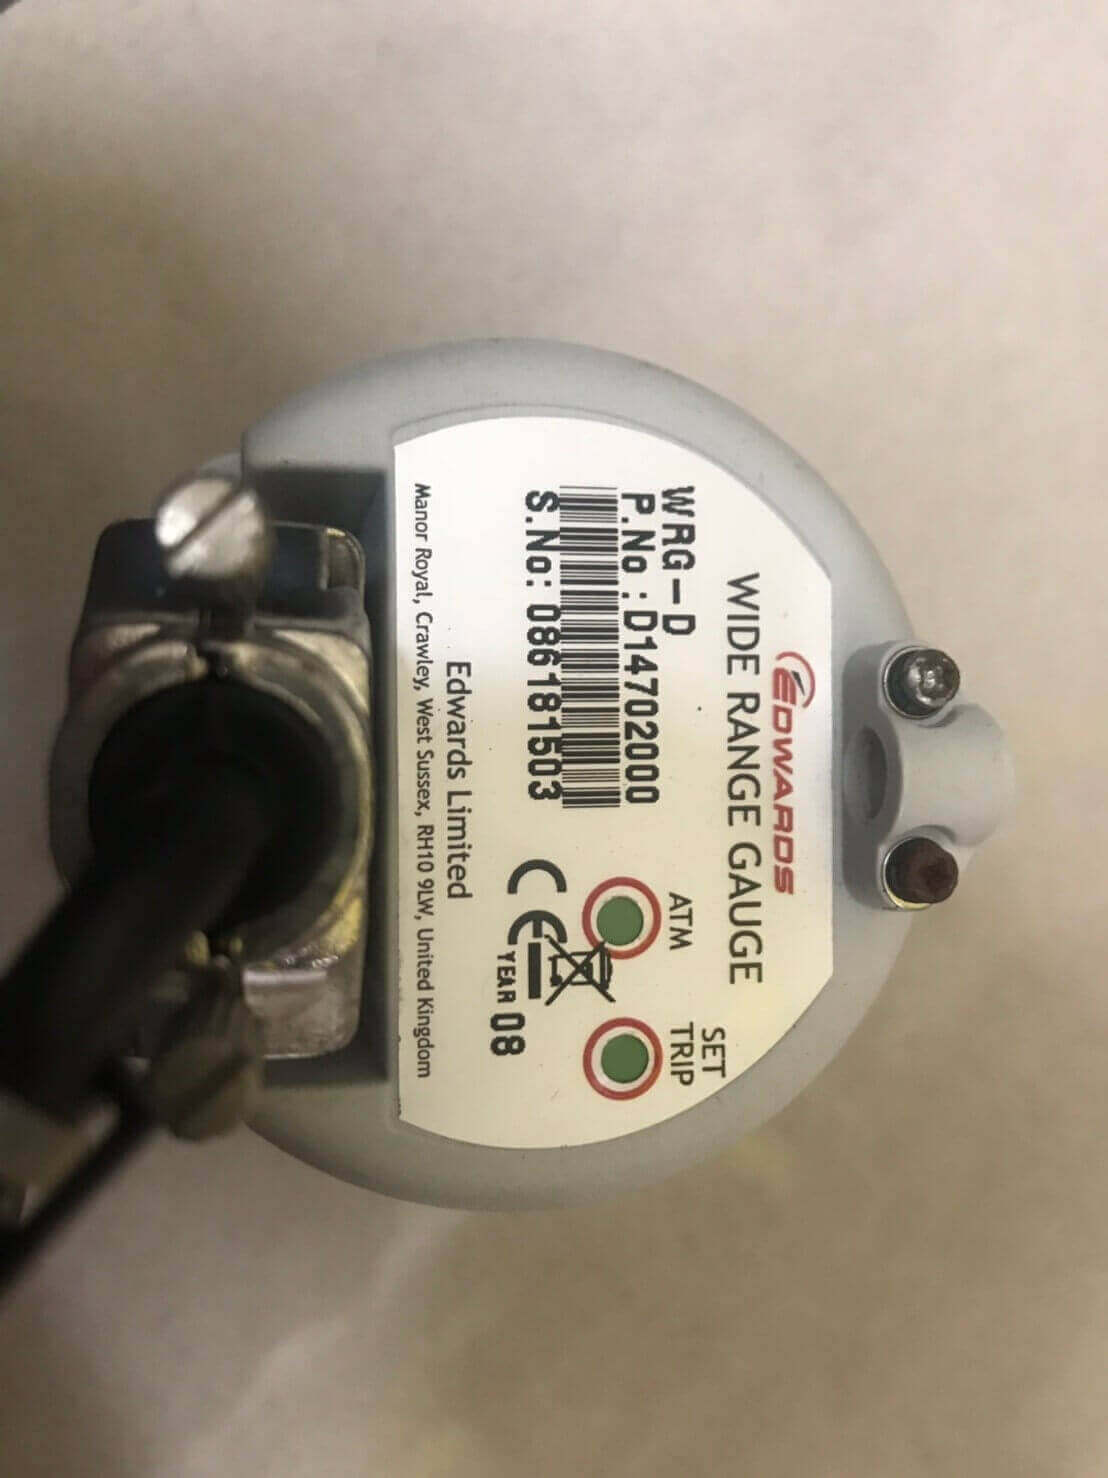 EDWARDS
WIDE RANGE GAUGE
WRG-D
P.No : D14702000
S.No: 086181503
ATM
SET
TRIP
CE
YEAR 08
Edwards Limited
Manor Royal, Crawley, West Sussex, RH10 9LW, United Kingdom